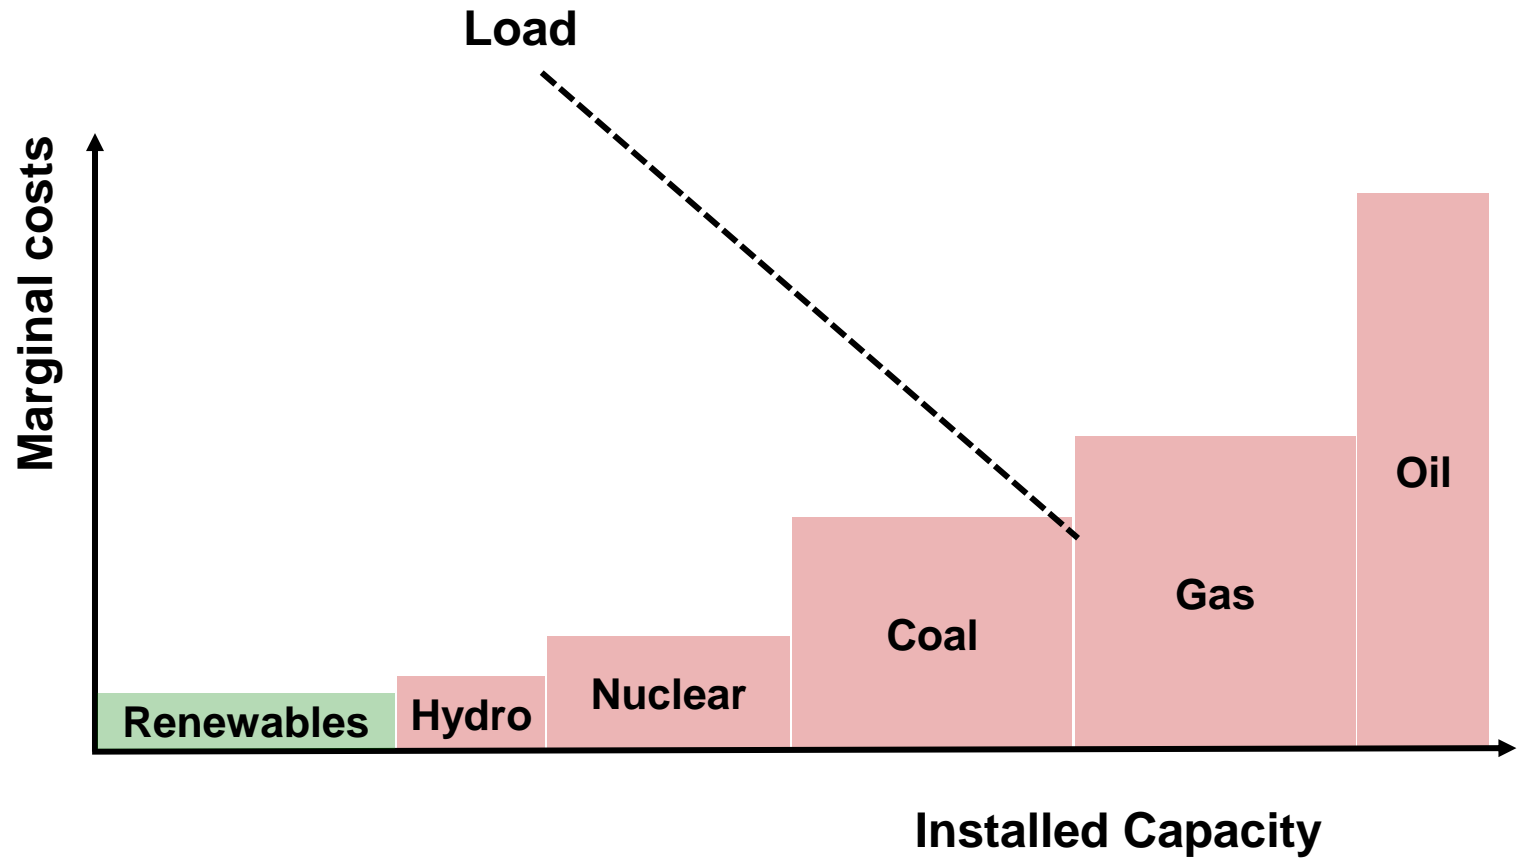 Load
Marginal costs
Oil
Gas
Coal
Nuclear
Hydro
Renewables
Installed Capacity